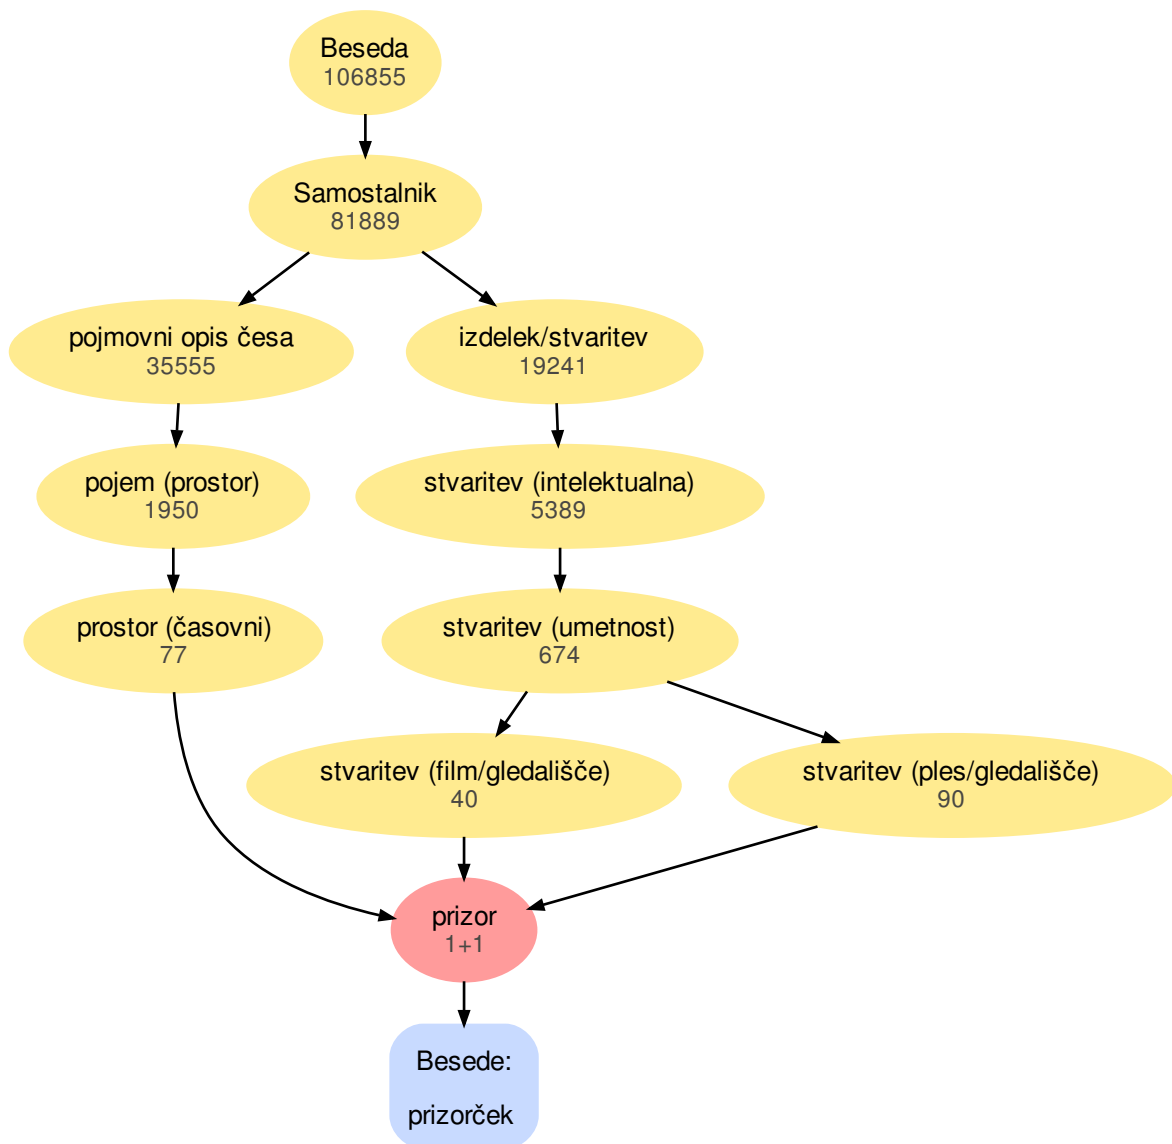 Beseda
106855
Samostalnik
81889
pojmovni opis česa
35555
izdelek/stvaritev
19241
pojem (prostor)
1950
stvaritev (intelektualna)
5389
prostor (časovni)
77
stvaritev (umetnost)
674
stvaritev (film/gledališče)
40
stvaritev (ples/gledališče)
90
prizor
1+1
Besede:
prizorček